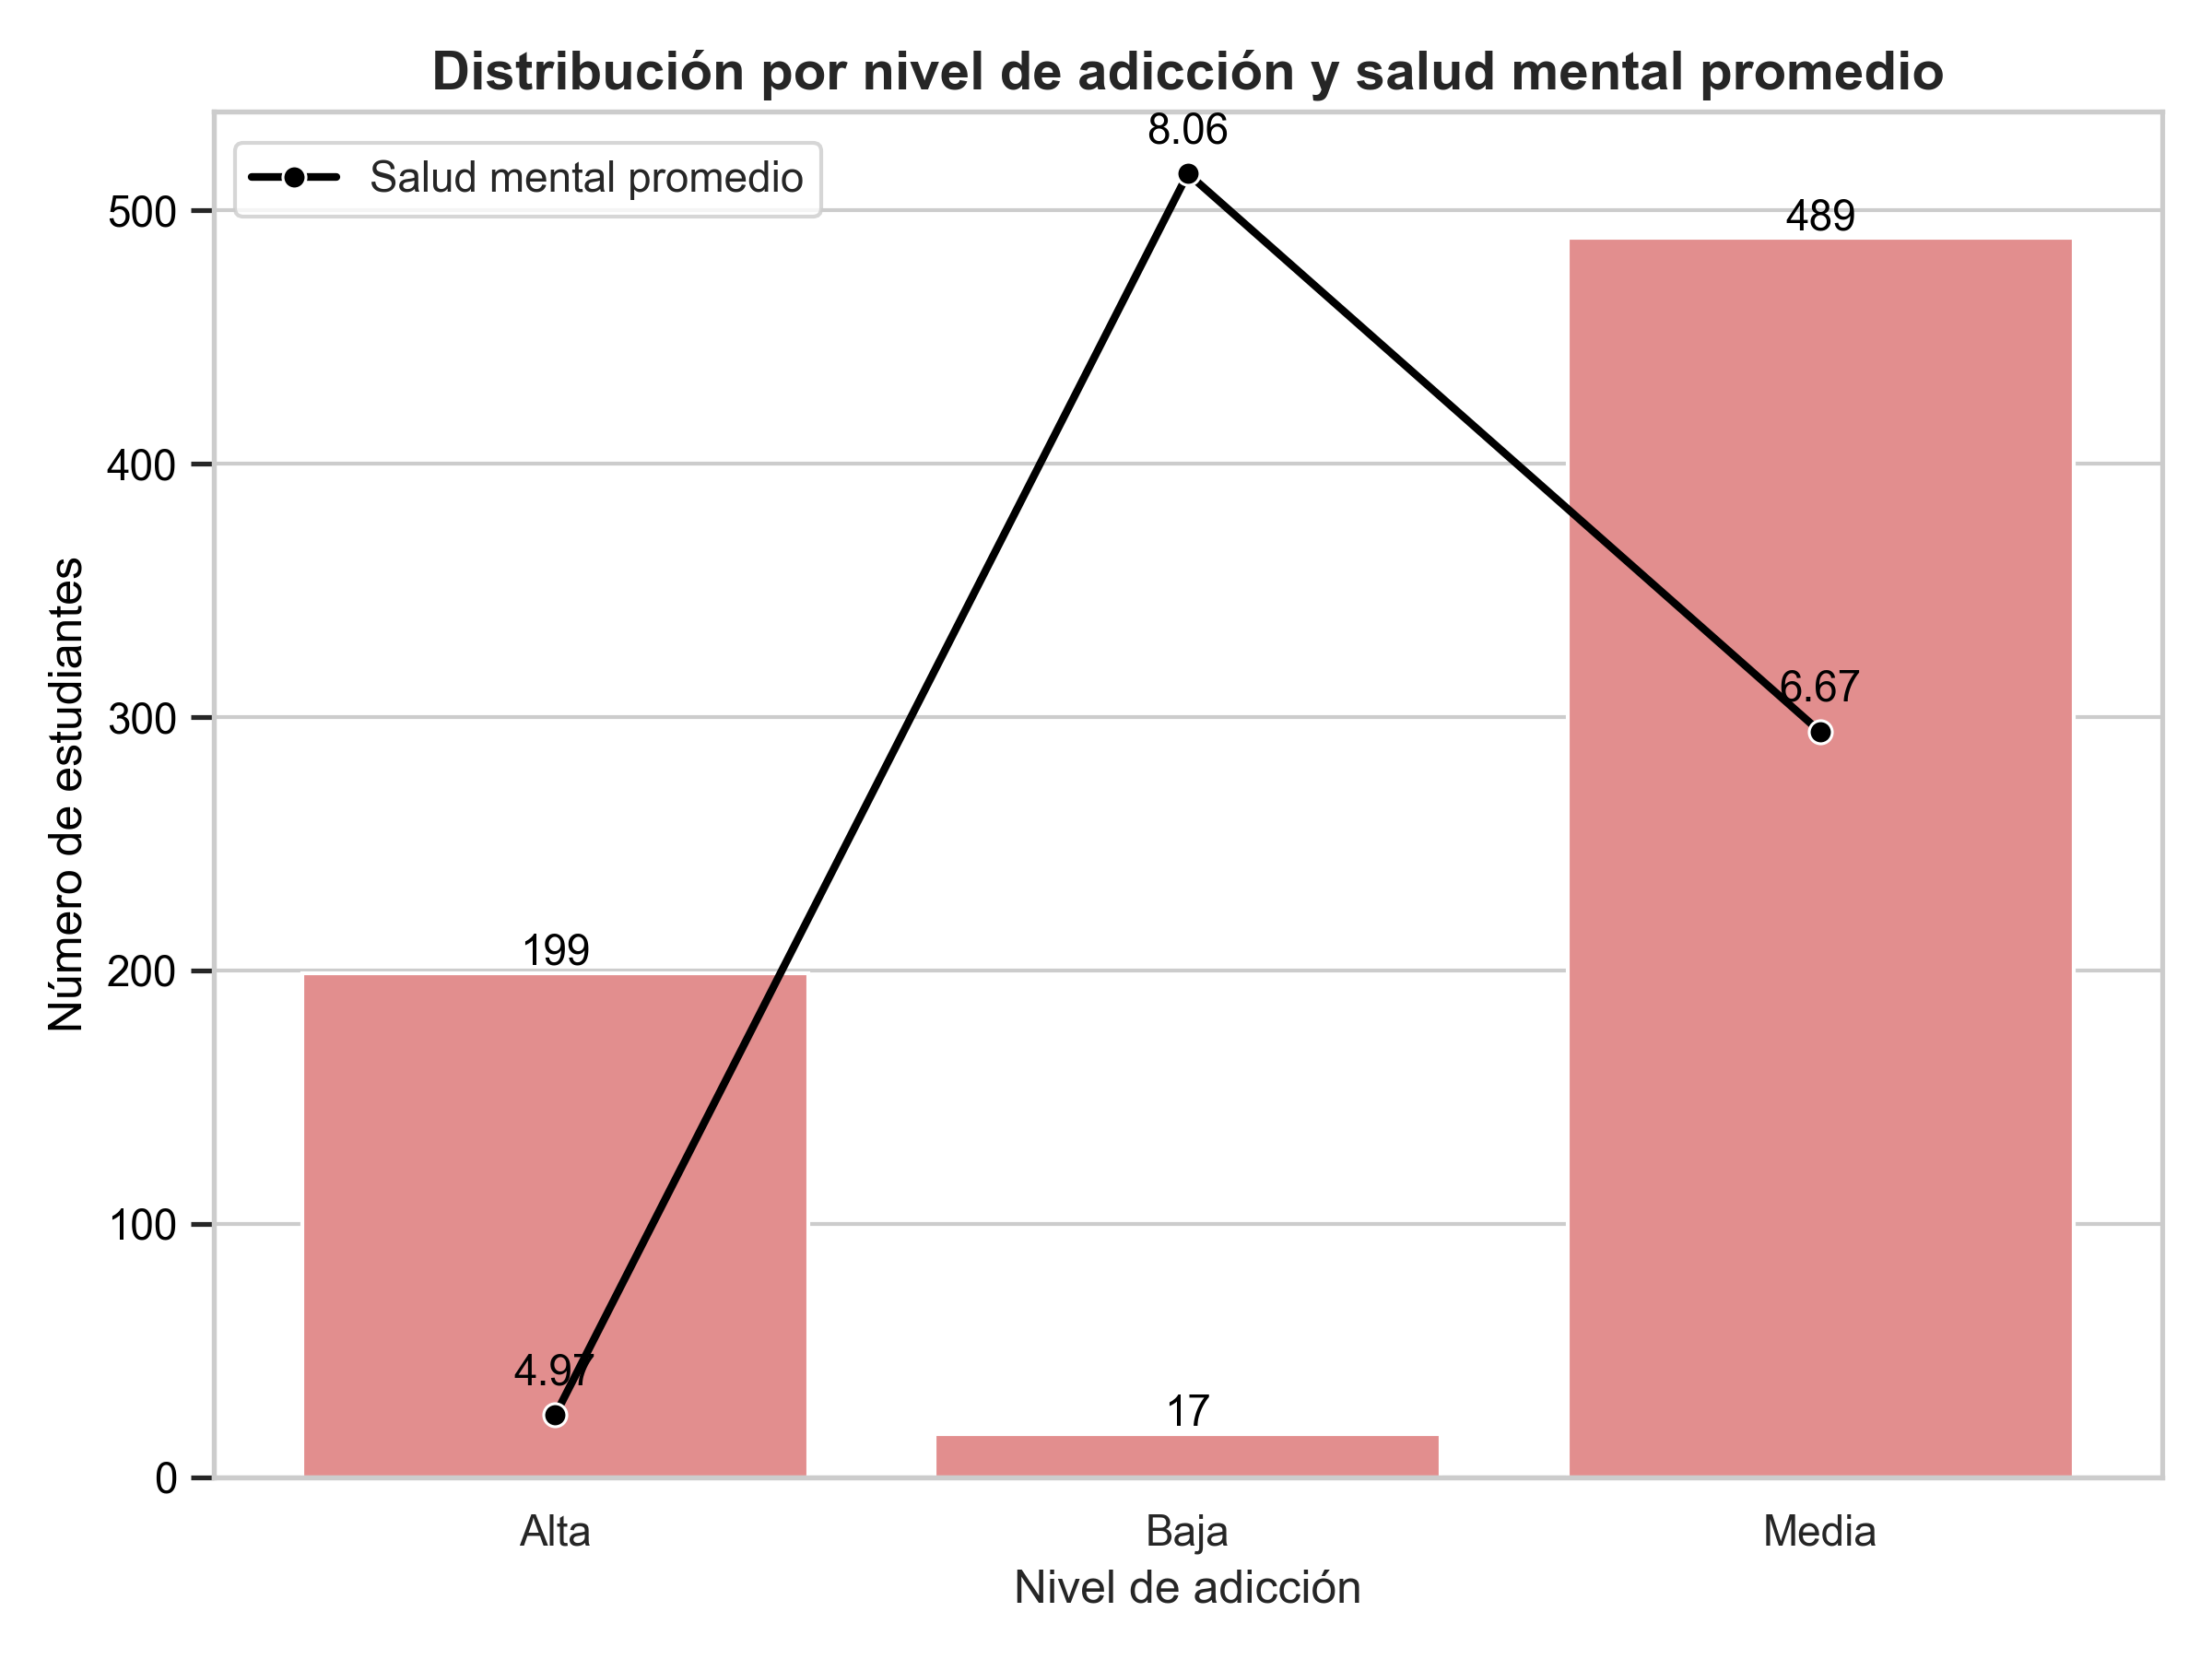 Distribución por nivel de adicción y salud mental promedio
8.06
Salud mental promedio
500
489
400
6.67
300
199
200
100
4.97
17
0
Número de estudiantes
Alta
Baja
Media
Nivel de adicción